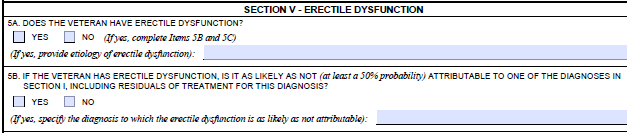 SECTION V - ERECTILE DYSFUNCTION
5A. DOES THE VETERAN HAVE ERECTILE DYSFUNCTION?
YES NO (If yes, complete Items 5B and 5C)
(If yes, provide etiology of erectile dysfunction):
5B. IF THE VETERAN HAS ERECTILE DYSFUNCTION, IS IT AS LIKELY AS NOT (at least a 50% probability) ATTRIBUTABLE TO ONE OF THE DIAGNOSES IN
SECTION I, INCLUDING RESIDUALS OF TREATMENT FOR THIS DIAGNOSIS?
YES NO
(If yes, specify the diagnosis to which the erectile dysfunction is as likely as not attributable):